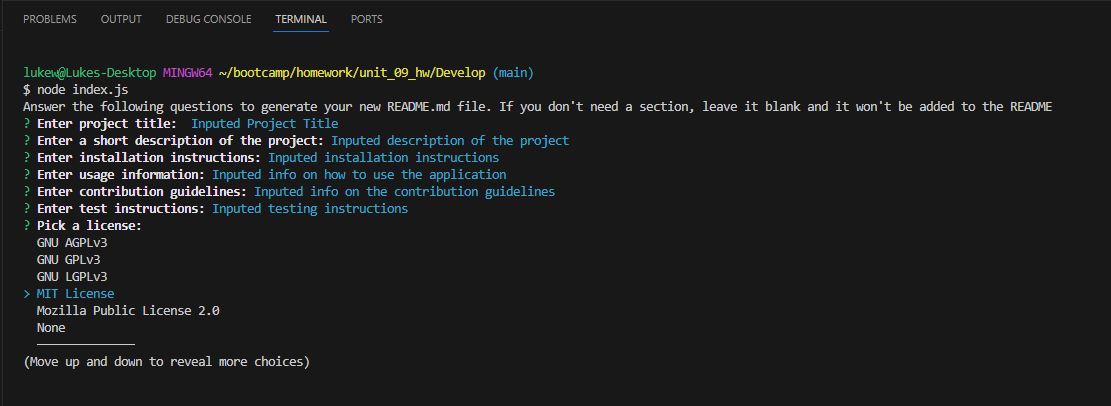 PROBLEMS OUTPUT DEBUG CONSOLE TERMINAL PORTS
lukew@Lukes-Desktop MINGW64 ~/bootcamp/homework/unit_09_hw/Develop (main)
$ node index.js
Answer the following questions to generate your new README.md file. If you don't need a section, leave it blank and it won't be added to the README
? Enter project title:  Inputed Project Title
? Enter a short description of the project: Inputed description of the project
? Enter installation instructions: Inputed installation instructions
? Enter usage information: Inputed info on how to use the application
? Enter contribution guidelines: Inputed info on the contribution guidelines
? Enter test instructions: Inputed testing instructions
? Pick a license:
GNU AGPLv3
GNU GPLv3
GNU LGPLv3
> MIT License
Mozilla Public License 2.0
None
──────────────
(Move up and down to reveal more choices)